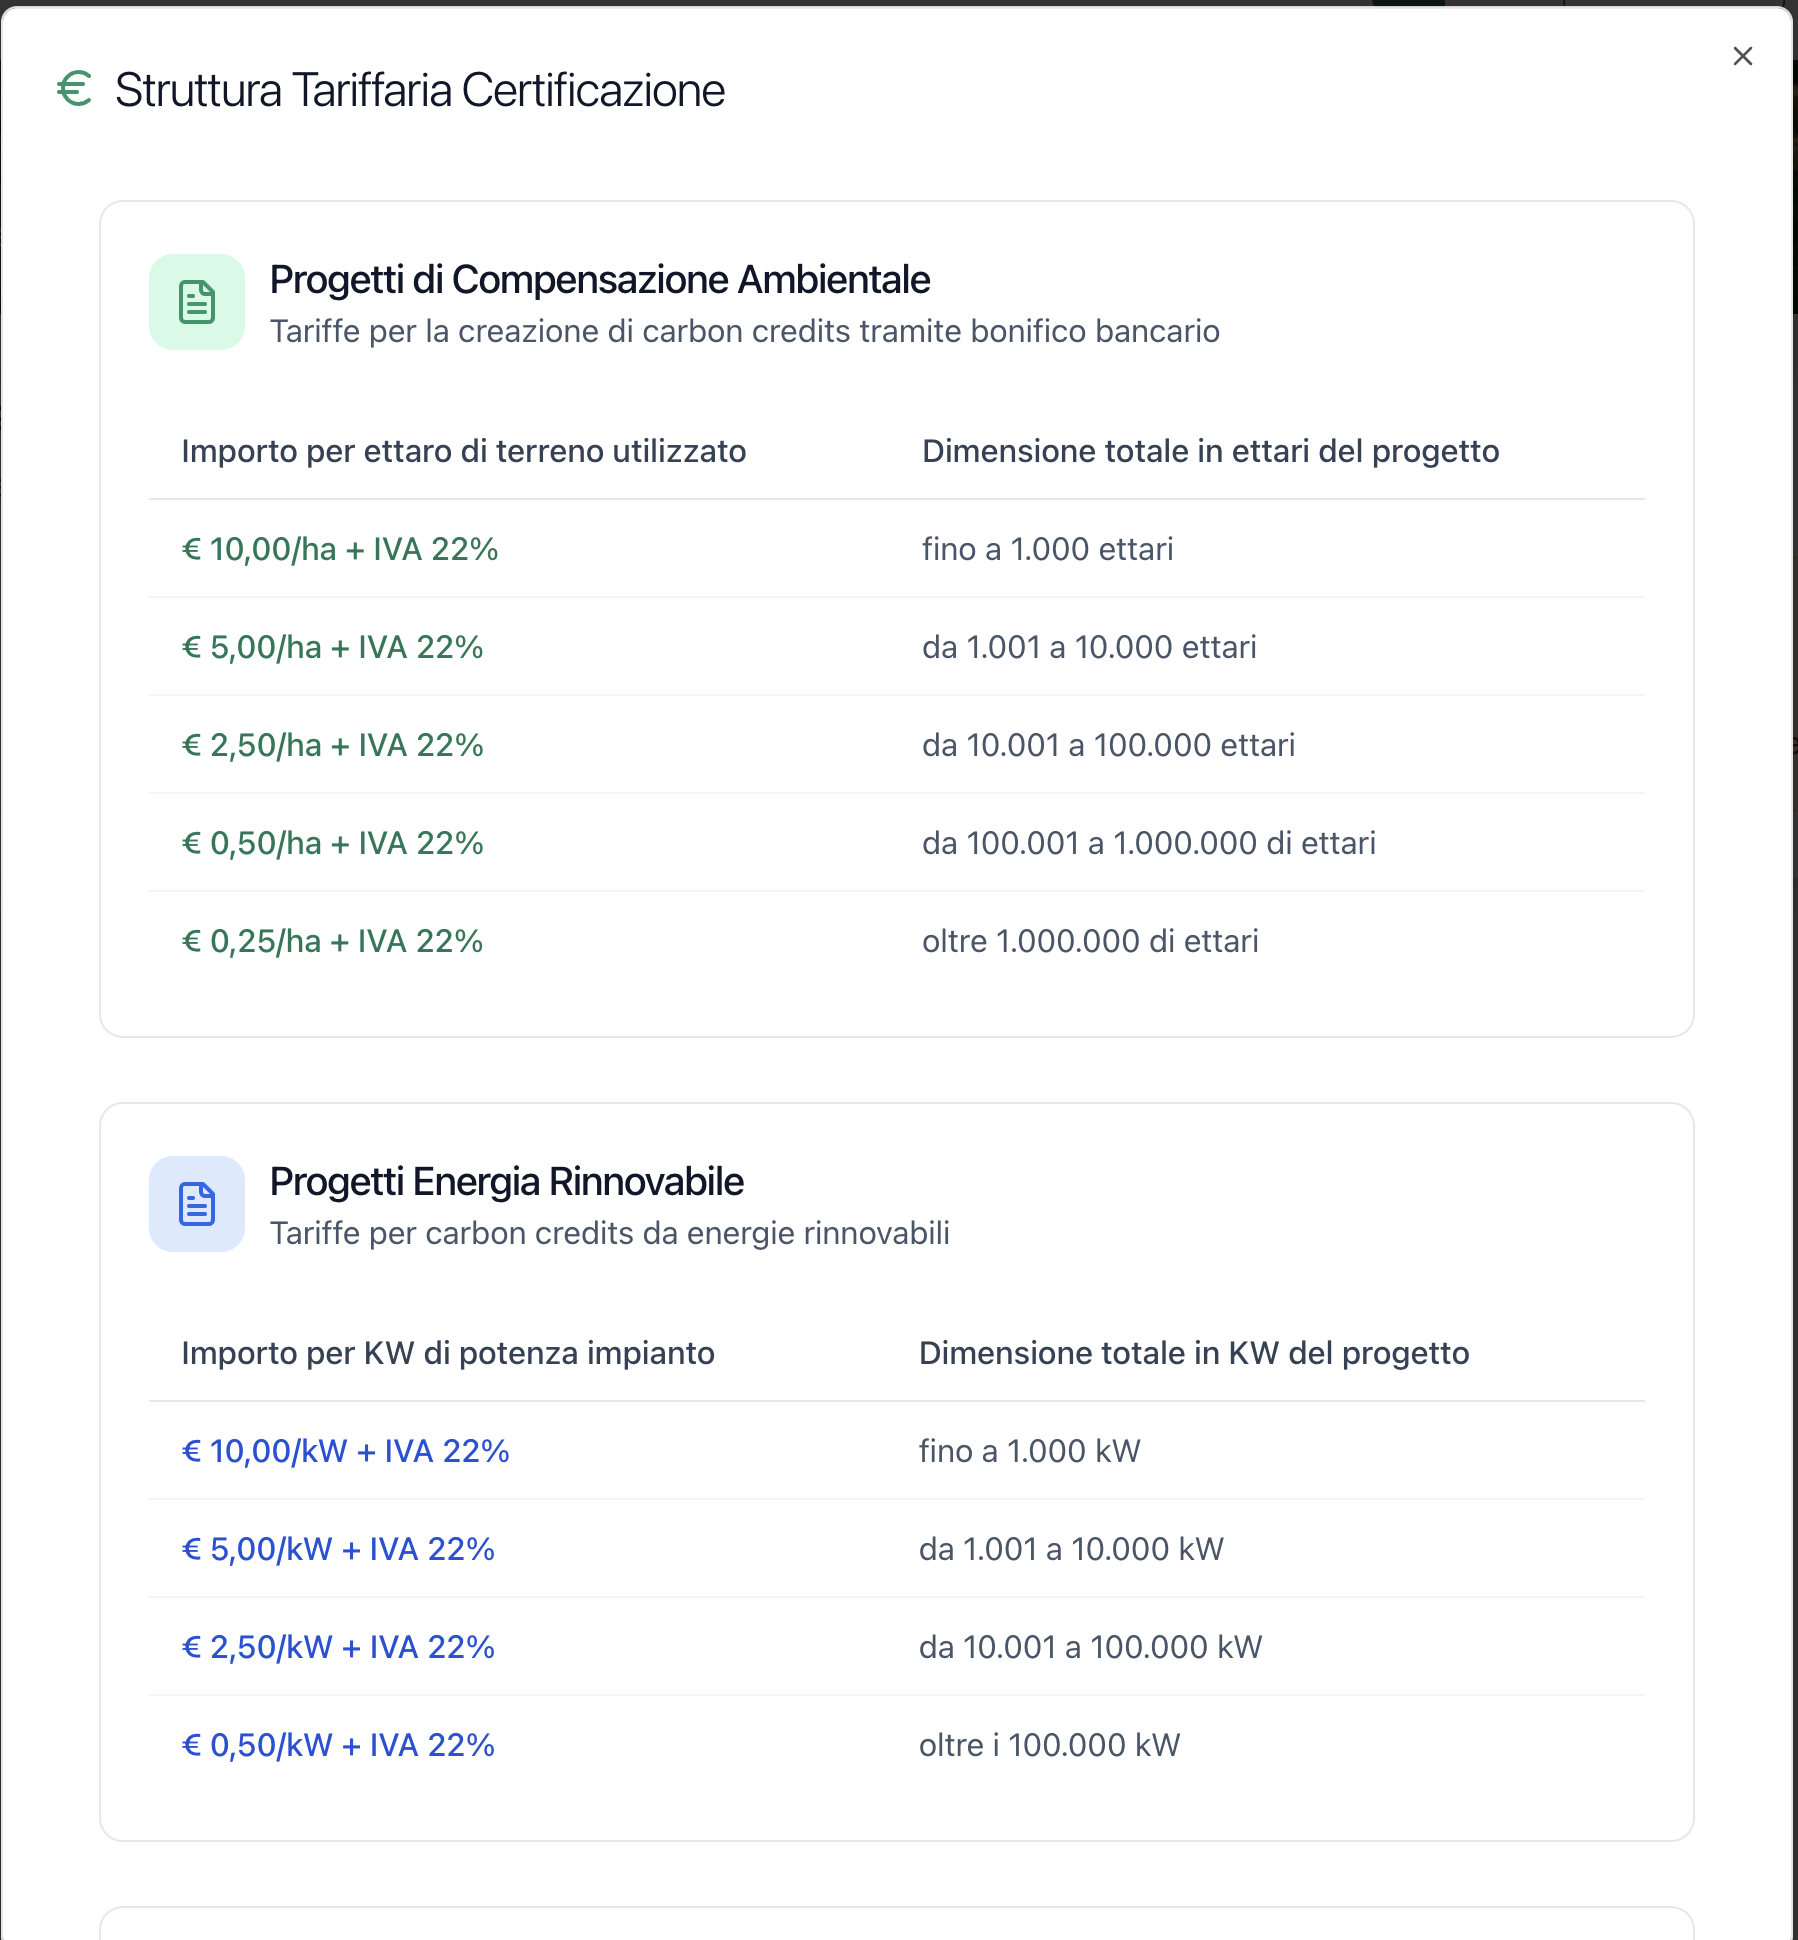 Struttura Tariffaria Certificazione
Progetti di Compensazione Ambientale
Tariffe per la creazione di carbon credits tramite bonifico bancario
Importo per ettaro di terreno utilizzato Dimensione totale in ettari del progetto
€ 10,00/ha + IVA 22% fino a 1.000 ettari
€ 5,00/ha + IVA 22% da 1.001 a 10.000 ettari
€ 2,50/ha + IVA 22% da 10.001 a 100.000 ettari
€ 0,50/ha + IVA 22% da 100.001 a 1.000.000 di ettari
€ 0,25/ha + IVA 22% oltre 1.000.000 di ettari
Progetti Energia Rinnovabile
Tariffe per carbon credits da energie rinnovabili
Importo per KW di potenza impianto Dimensione totale in KW del progetto
€ 10,00/kW + IVA 22% fino a 1.000 kW
€ 5,00/kW + IVA 22% da 1.001 a 10.000 kW
€ 2,50/kW + IVA 22% da 10.001 a 100.000 kW
€ 0,50/kW + IVA 22% oltre i 100.000 kW